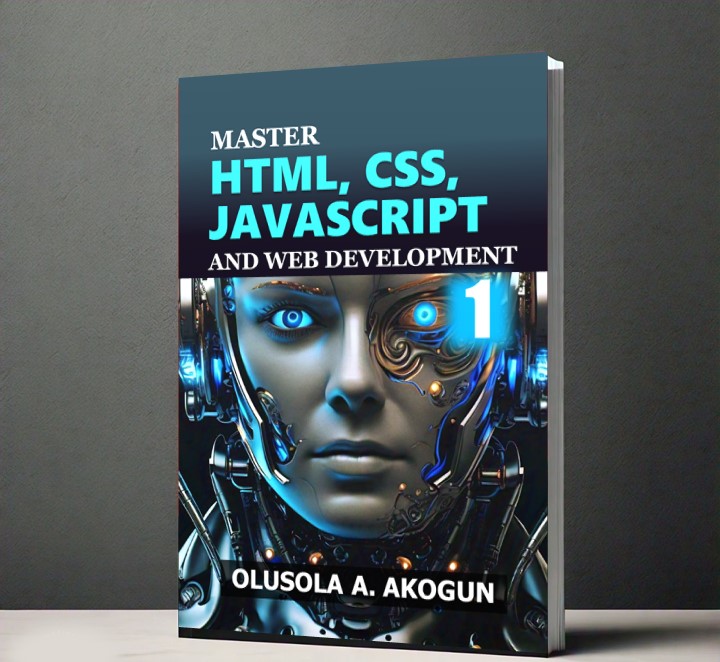 MASTER
HTML, CSS,
JAVASCRIPT
AND WEB DEVELOPMENT
1
OLUSOLA A. AKOGUN